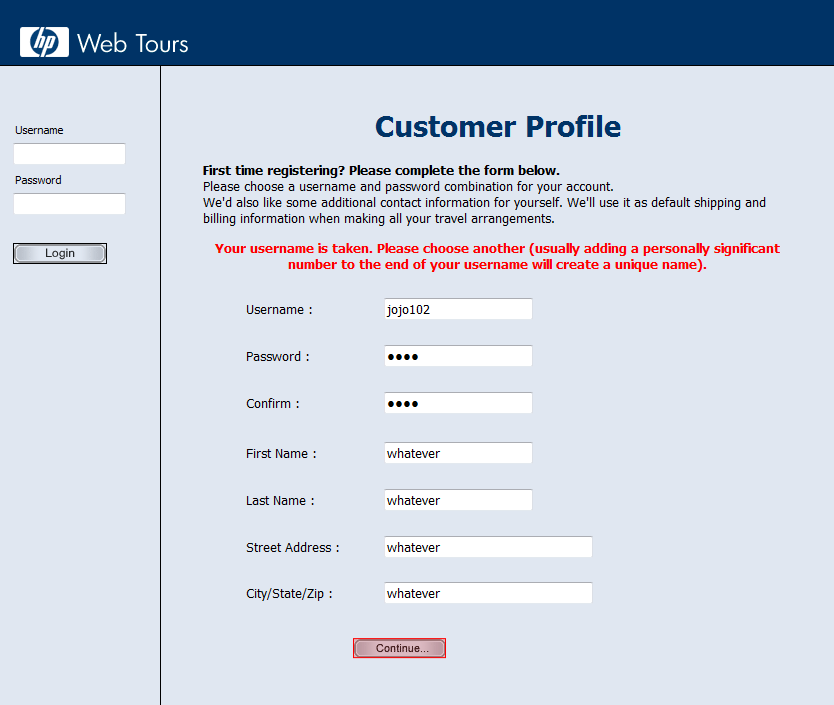 hp Web Tours
Username
Password
Login
Customer Profile
First time registering? Please complete the form below.
Please choose a username and password combination for your account.
We'd also like some additional contact information for yourself. We'll use it as default shipping and
billing information when making all your travel arrangements.
Your username is taken. Please choose another (usually adding a personally significant
number to the end of your username will create a unique name).
Username : jojo102
Password : ●●●●
Confirm : ●●●●
First Name : whatever
Last Name : whatever
Street Address : whatever
City/State/Zip : whatever
Continue...